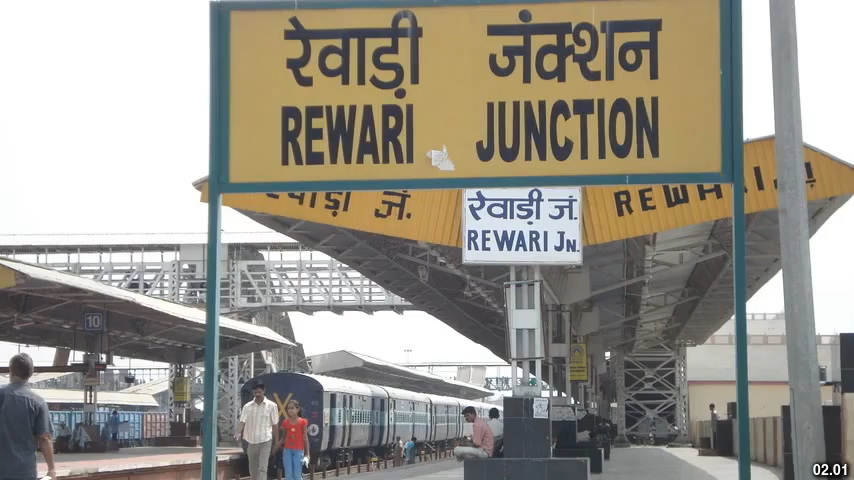 रेवाड़ी जंक्शन
REWARI JUNCTION
रेवाड़ी जं.
REWARI JN.
रेवाड़ी जं.
REWARI J
10
02.01